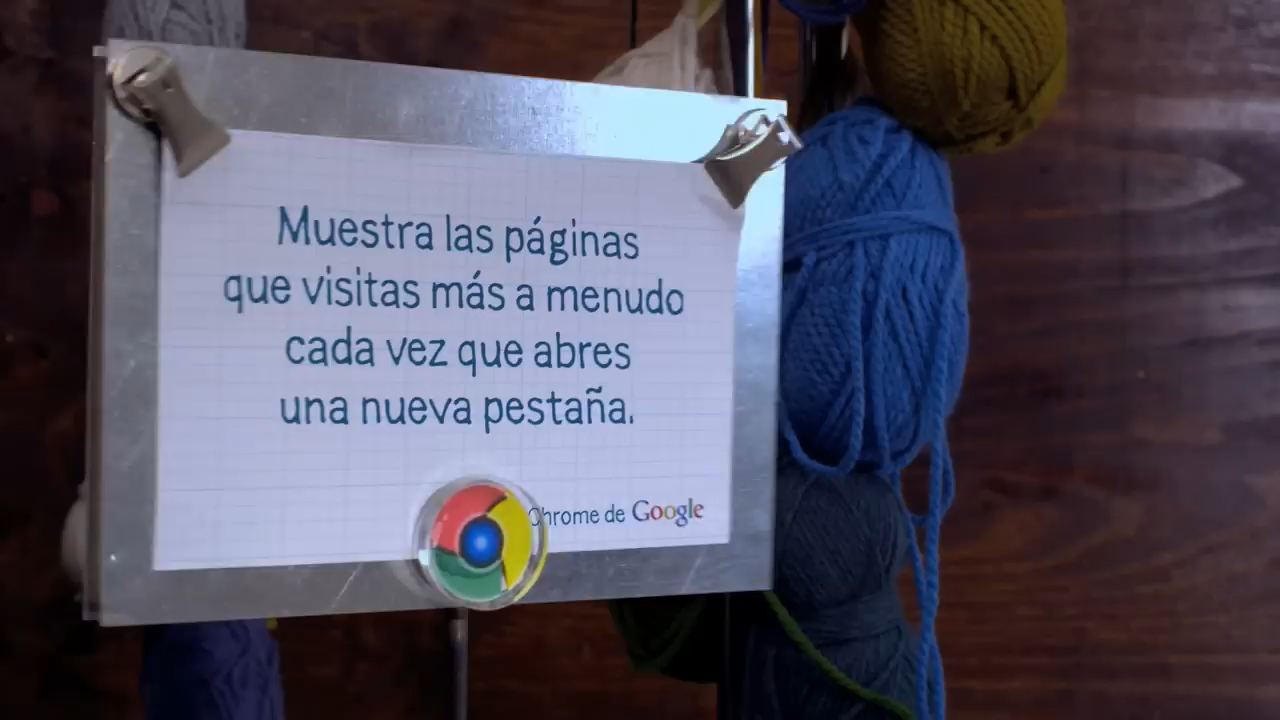 Muestra las páginas
que visitas más a menudo
cada vez que abres
una nueva pestaña.
Chrome de Google